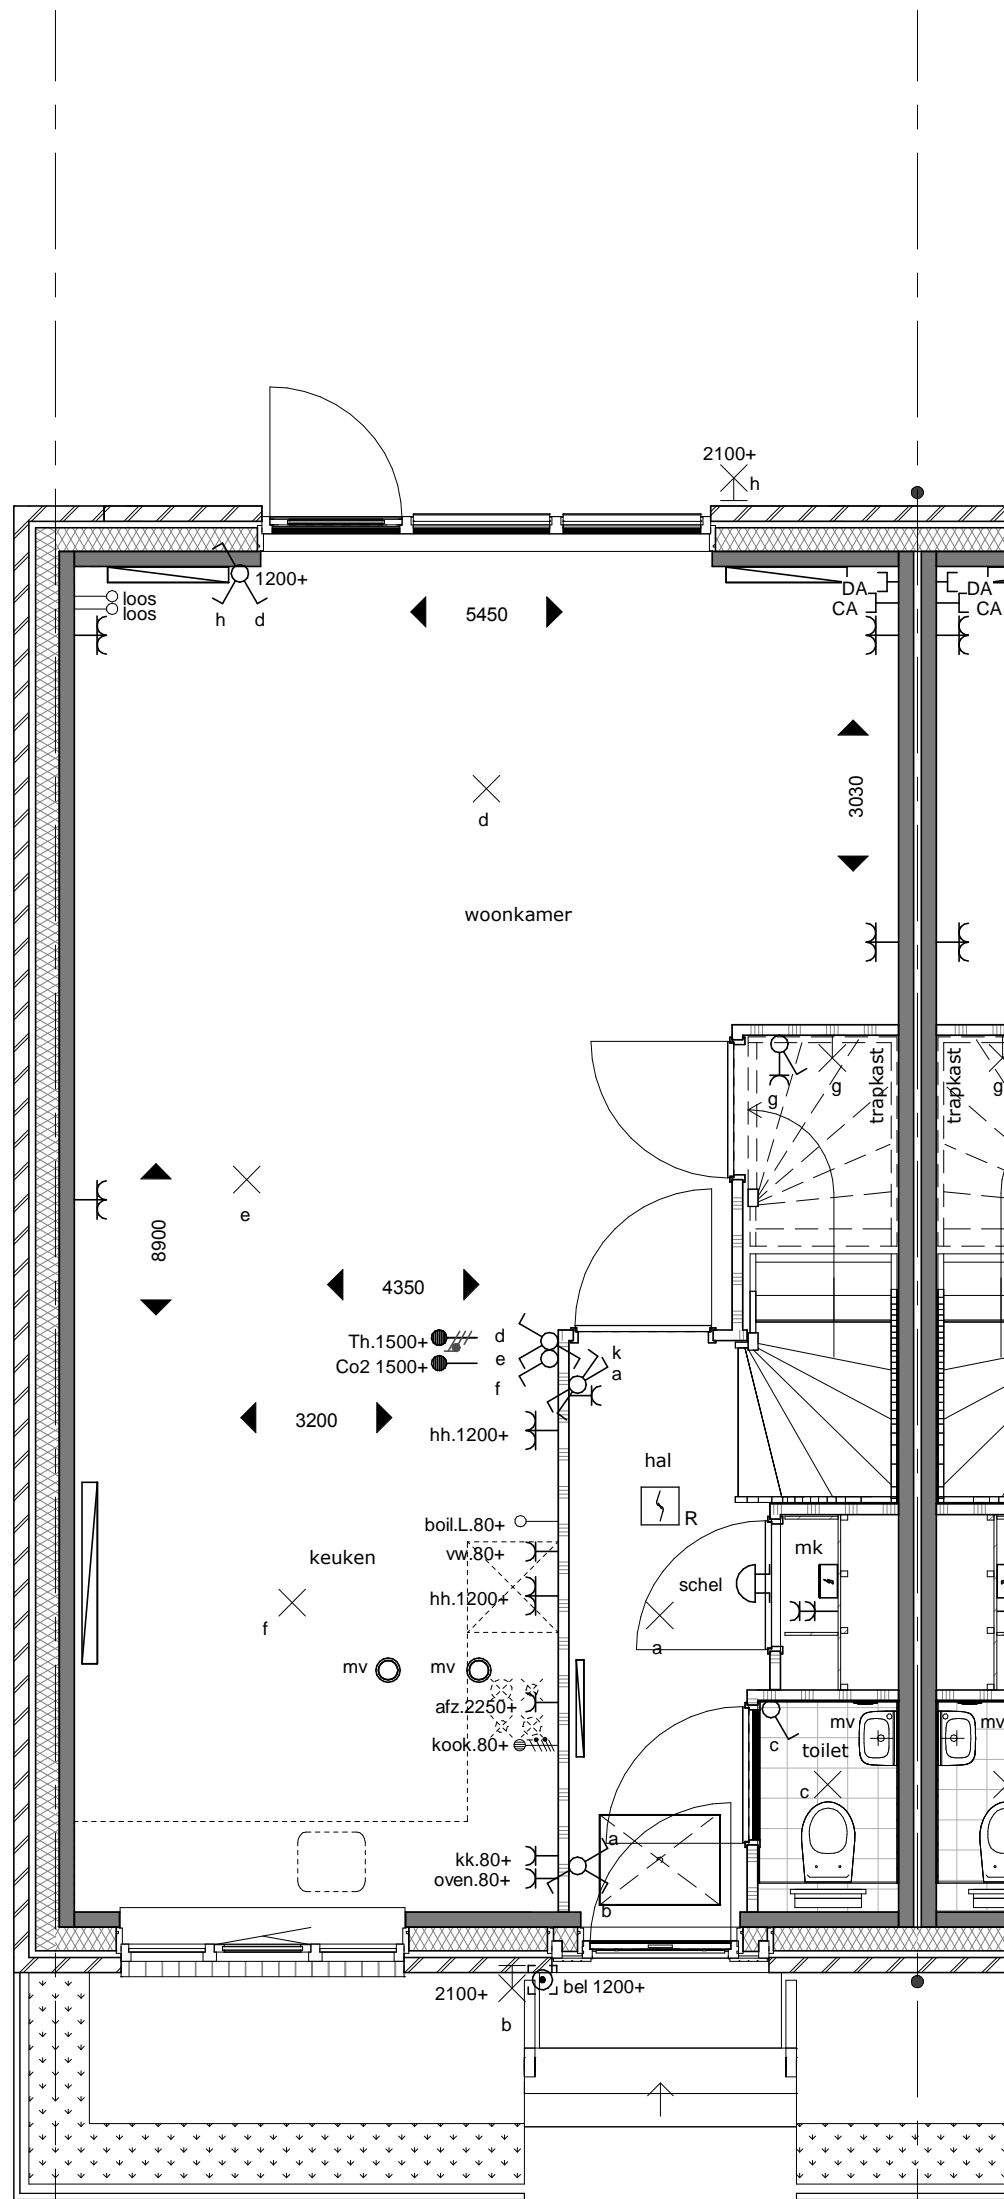 2100+
h
1200+
loos
loos
h d
5450
DA DA
CA CA
3030
d
woonkamer
g g
g
trapkast
trapkast
e
8900
4350
Th.1500+ d
Co2 1500+ e
f
k
a
3200
hh.1200+
hal
R
boil.L.80+
keuken
vw.80+
mk
hh.1200+
schel
f
a
mv mv
afz.2250+
kook.80+
mv mv
c
toilet
c
a
kk.80+
oven.80+
b
2100+
bel 1200+
b